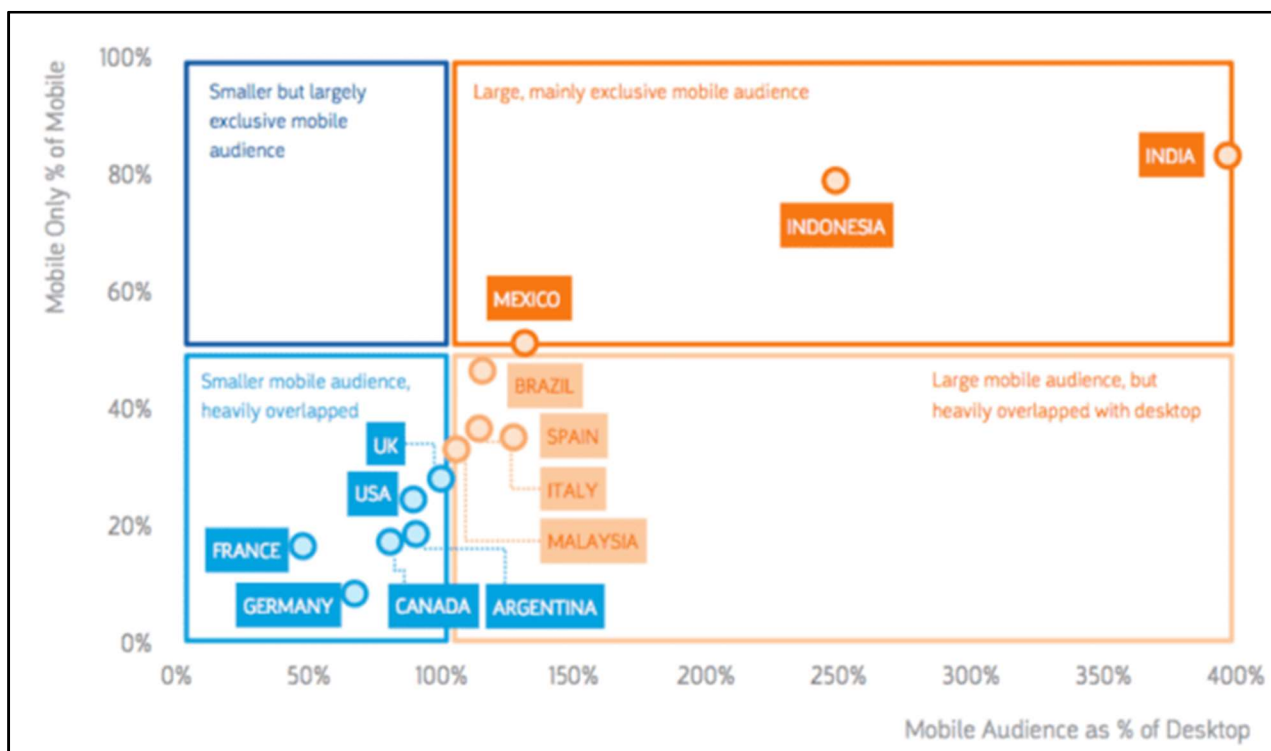 Mobile Only % of Mobile
100%
80%
60%
40%
20%
0%
Smaller but largely
exclusive mobile
audience
Large, mainly exclusive mobile audience
INDIA
INDONESIA
MEXICO
Smaller mobile audience,
heavily overlapped
Large mobile audience, but
heavily overlapped with desktop
BRAZIL
UK
SPAIN
USA
ITALY
FRANCE
MALAYSIA
GERMANY
CANADA
ARGENTINA
0%
50%
100%
150%
200%
250%
300%
350%
400%
Mobile Audience as % of Desktop